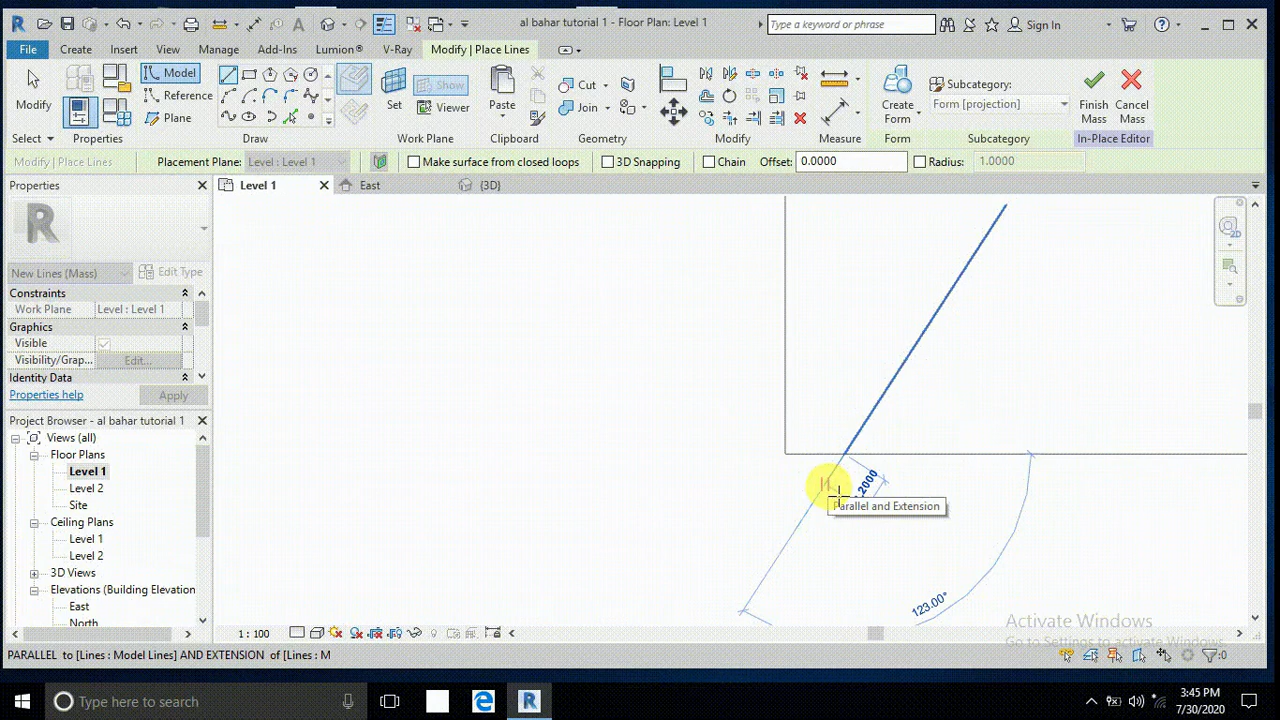 al bahar tutorial 1 - Floor Plan: Level 1
Type a keyword or phrase
Sign In
File
Create
Insert
View
Manage
Add-Ins
Lumion®
V-Ray
Modify | Place Lines
Modify
Select
Properties
Model
Reference
Plane
Draw
Set
Show
Viewer
Work Plane
Paste
Clipboard
Cut
Join
Geometry
Modify
Measure
Create Form
Form
Subcategory:
Form [projection]
Subcategory
Finish Mass
Cancel Mass
In-Place Editor
Modify | Place Lines
Placement Plane:
Level : Level 1
Make surface from closed loops
3D Snapping
Chain
Offset:
0.0000
Radius:
1.0000
Properties
Level 1
East
{3D}
New Lines (Mass)
Edit Type
Constraints
Work Plane
Level : Level 1
Graphics
Visible
Visibility/Grap...
Edit...
Identity Data
Properties help
Apply
Project Browser - al bahar tutorial 1
Views (all)
Floor Plans
Level 1
Level 2
Site
Ceiling Plans
Level 1
Level 2
3D Views
Elevations (Building Elevation
East
North
.2000
Parallel and Extension
123.00°
Activate Windows
Go to Settings to activate Windows.
1 : 100
PARALLEL to [Lines : Model Lines] AND EXTENSION of [Lines : M
:0
Type here to search
3:45 PM
7/30/2020